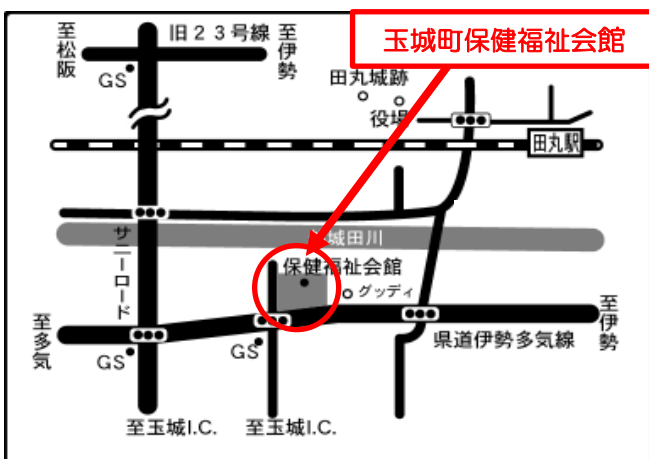 玉城町保健福祉会館
至松阪
旧23号線
至伊勢
GS
田丸城跡
役場
田丸駅
サニーロード
城田川
保健福祉会館
グッディ
至多気
GS
GS
県道伊勢多気線
至伊勢
至玉城I.C.
至玉城I.C.